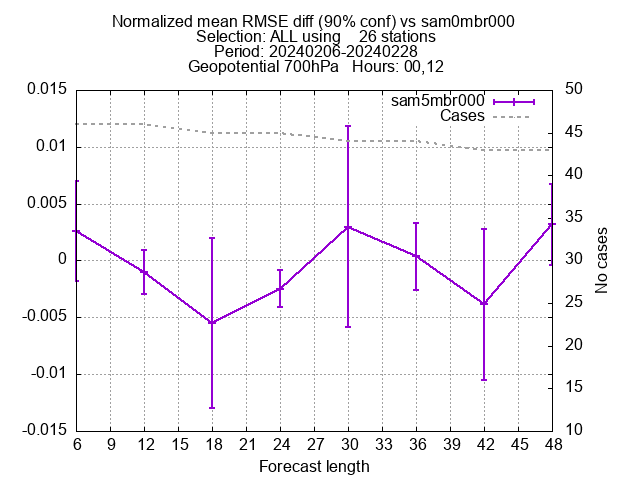 Normalized mean RMSE diff (90% conf) vs sam0mbr000
Selection: ALL using    26 stations
Period: 20240206-20240228
Geopotential 700hPa   Hours: 00,12
sam5mbr000
Cases
0.015
0.01
0.005
0
-0.005
-0.01
-0.015
50
45
40
35
30
25
20
15
10
No cases
6 9 12 15 18 21 24 27 30 33 36 39 42 45 48
Forecast length